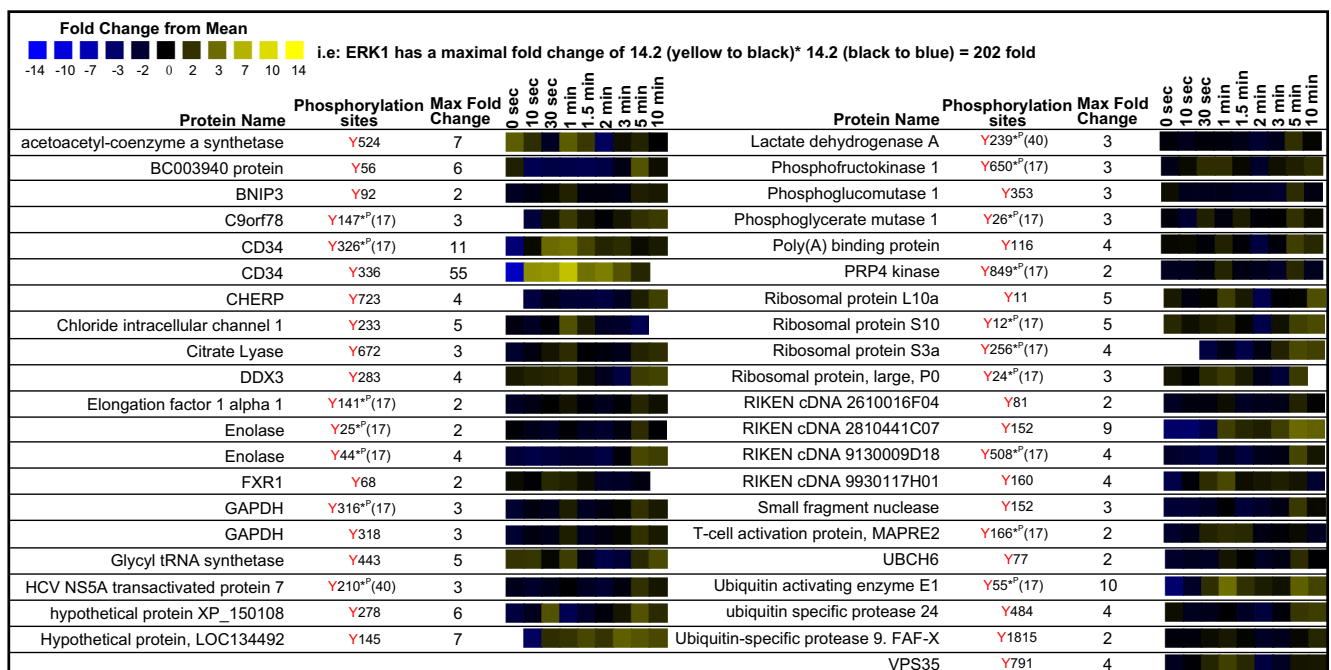 Fold Change from Mean
-14 -10 -7 -3 -2 0 2 3 7 10 14
i.e: ERK1 has a maximal fold change of 14.2 (yellow to black)* 14.2 (black to blue) = 202 fold
Protein Name Phosphorylation sites Max Fold Change 0 sec 10 sec 30 sec 1 min 1.5 min 2 min 3 min 5 min 10 min
acetoacetyl-coenzyme a synthetase Y524 7
BC003940 protein Y56 6
BNIP3 Y92 2
C9orf78 Y147*P(17) 3
CD34 Y326*P(17) 11
CD34 Y336 55
CHERP Y723 4
Chloride intracellular channel 1 Y233 5
Citrate Lyase Y672 3
DDX3 Y283 4
Elongation factor 1 alpha 1 Y141*P(17) 2
Enolase Y25*P(17) 2
Enolase Y44*P(17) 4
FXR1 Y68 2
GAPDH Y316*P(17) 3
GAPDH Y318 3
Glycyl tRNA synthetase Y443 5
HCV NS5A transactivated protein 7 Y210*P(40) 3
hypothetical protein XP_150108 Y278 6
Hypothetical protein, LOC134492 Y145 7
Protein Name Phosphorylation sites Max Fold Change 0 sec 10 sec 30 sec 1 min 1.5 min 2 min 3 min 5 min 10 min
Lactate dehydrogenase A Y239*P(40) 3
Phosphofructokinase 1 Y650*P(17) 3
Phosphoglucomutase 1 Y353 3
Phosphoglycerate mutase 1 Y26*P(17) 3
Poly(A) binding protein Y116 4
PRP4 kinase Y849*P(17) 2
Ribosomal protein L10a Y11 5
Ribosomal protein S10 Y12*P(17) 5
Ribosomal protein S3a Y256*P(17) 4
Ribosomal protein, large, P0 Y24*P(17) 3
RIKEN cDNA 2610016F04 Y81 2
RIKEN cDNA 2810441C07 Y152 9
RIKEN cDNA 9130009D18 Y508*P(17) 4
RIKEN cDNA 9930117H01 Y160 4
Small fragment nuclease Y152 3
T-cell activation protein, MAPRE2 Y166*P(17) 2
UBCH6 Y77 2
Ubiquitin activating enzyme E1 Y55*P(17) 10
ubiquitin specific protease 24 Y484 4
Ubiquitin-specific protease 9. FAF-X Y1815 2
VPS35 Y791 4